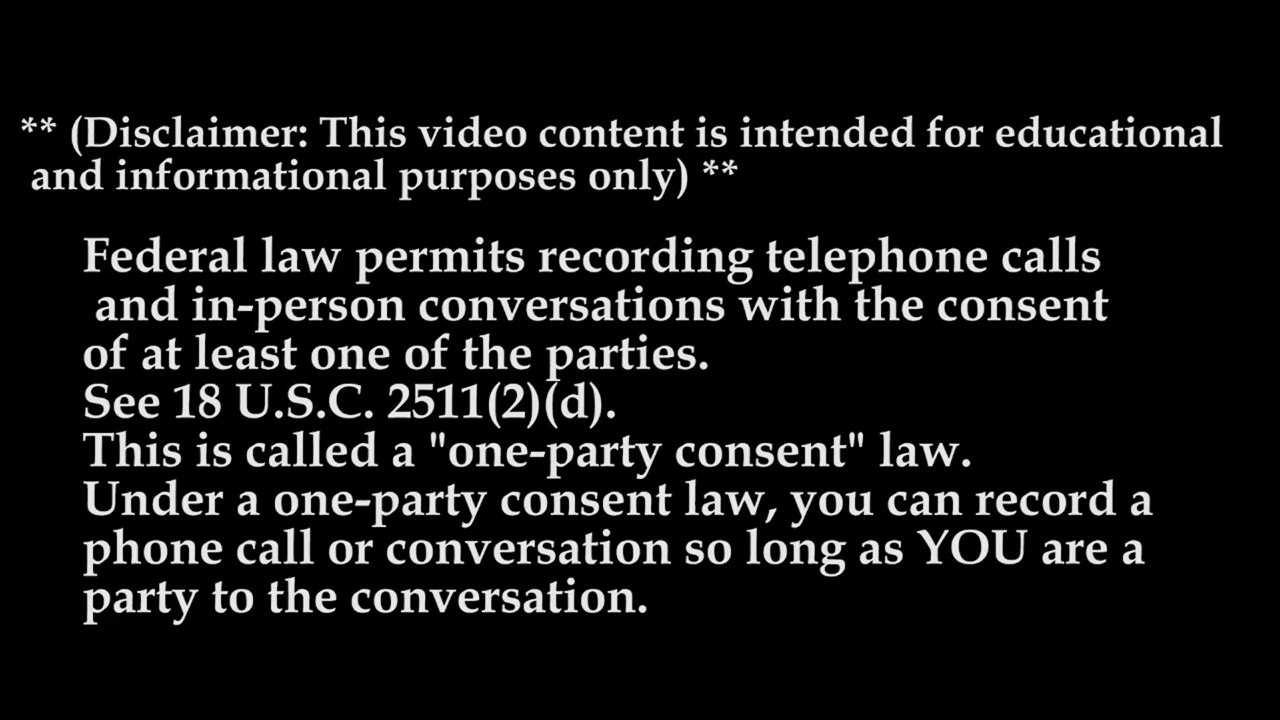 ** (Disclaimer: This video content is intended for educational
and informational purposes only) **
Federal law permits recording telephone calls
and in-person conversations with the consent
of at least one of the parties.
See 18 U.S.C. 2511(2)(d).
This is called a "one-party consent" law.
Under a one-party consent law, you can record a
phone call or conversation so long as YOU are a
party to the conversation.